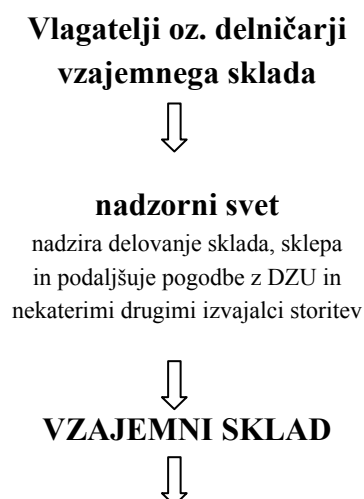 Vlagatelji oz. delničarji
vzajemnega sklada
nadzorni svet
nadzira delovanje sklada, sklepa
in podaljšuje pogodbe z DZU in
nekaterimi drugimi izvajalci storitev
VZAJEMNI SKLAD